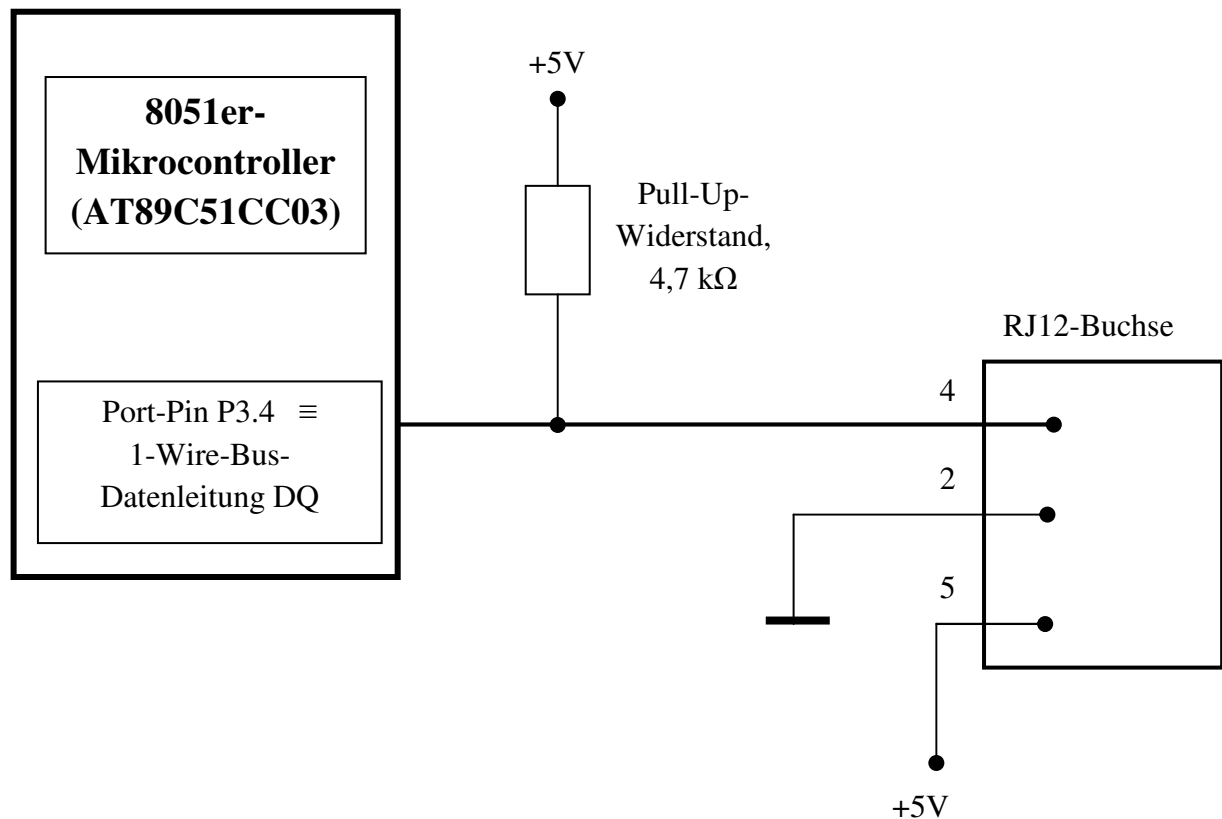 8051er-
Mikrocontroller
(AT89C51CC03)
Port-Pin P3.4 ≡
1-Wire-Bus-
Datenleitung DQ
+5V
Pull-Up-
Widerstand,
4,7 kΩ
RJ12-Buchse
4
2
5
+5V